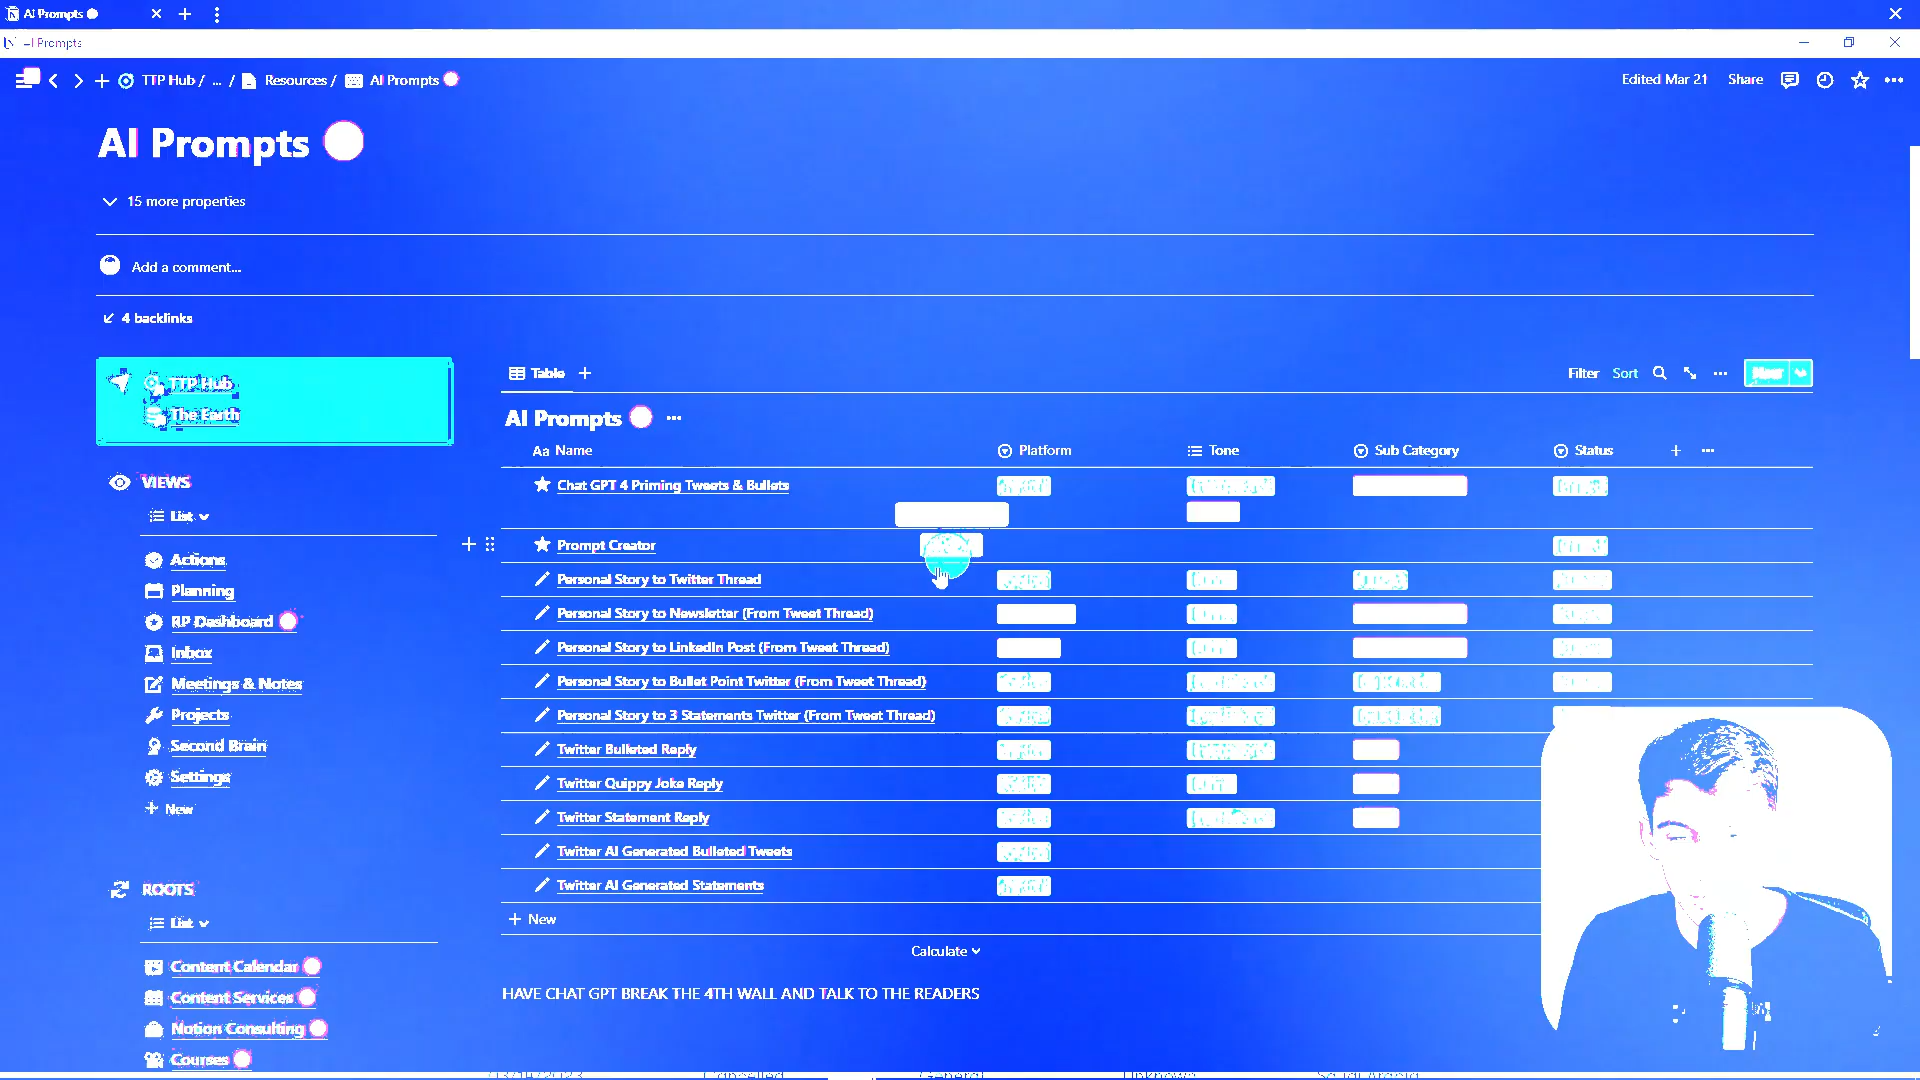 AI Prompts
AI Prompts
TTP Hub / ... / Resources / AI Prompts
Edited Mar 21 Share
AI Prompts
15 more properties
Add a comment...
4 backlinks
TTP Hub
The Earth
VIEWS
List
Actions
Planning
RP Dashboard
Inbox
Meetings & Notes
Projects
Second Brain
Settings
New
ROOTS
List
Content Calendar
Content Services
Notion Consulting
Courses
Table
Filter Sort
AI Prompts
Aa Name Platform Tone Sub Category Status
Chat GPT 4 Priming Tweets & Bullets
Prompt Creator
Personal Story to Twitter Thread
Personal Story to Newsletter (From Tweet Thread)
Personal Story to LinkedIn Post (From Tweet Thread)
Personal Story to Bullet Point Twitter (From Tweet Thread)
Personal Story to 3 Statements Twitter (From Tweet Thread)
Twitter Bulleted Reply
Twitter Quippy Joke Reply
Twitter Statement Reply
Twitter AI Generated Bulleted Tweets
Twitter AI Generated Statements
New
Calculate
HAVE CHAT GPT BREAK THE 4TH WALL AND TALK TO THE READERS